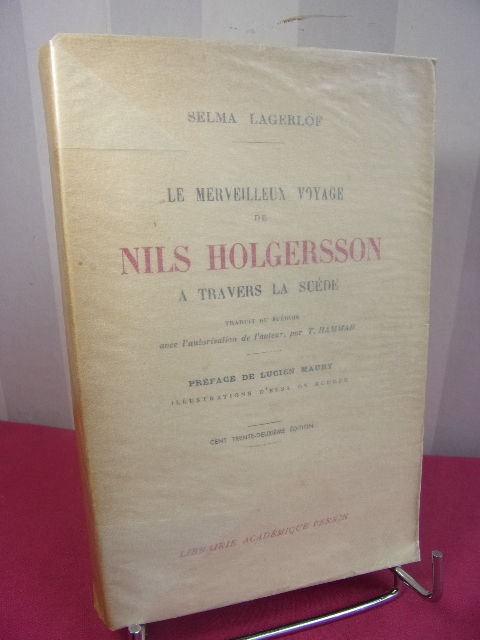 SELMA LAGERLÖF
LE MERVEILLEUX VOYAGE
DE
NILS HOLGERSSON
A TRAVERS LA SUÈDE
TRADUIT DU SUÉDOIS
avec l'autorisation de l'auteur, par T. HAMMAR
PRÉFACE DE LUCIEN MAURY
ILLUSTRATIONS
CENT TRENTE-DEUXIÈME ÉDITION
LIBRAIRIE ACADÉMIQUE PERRIN